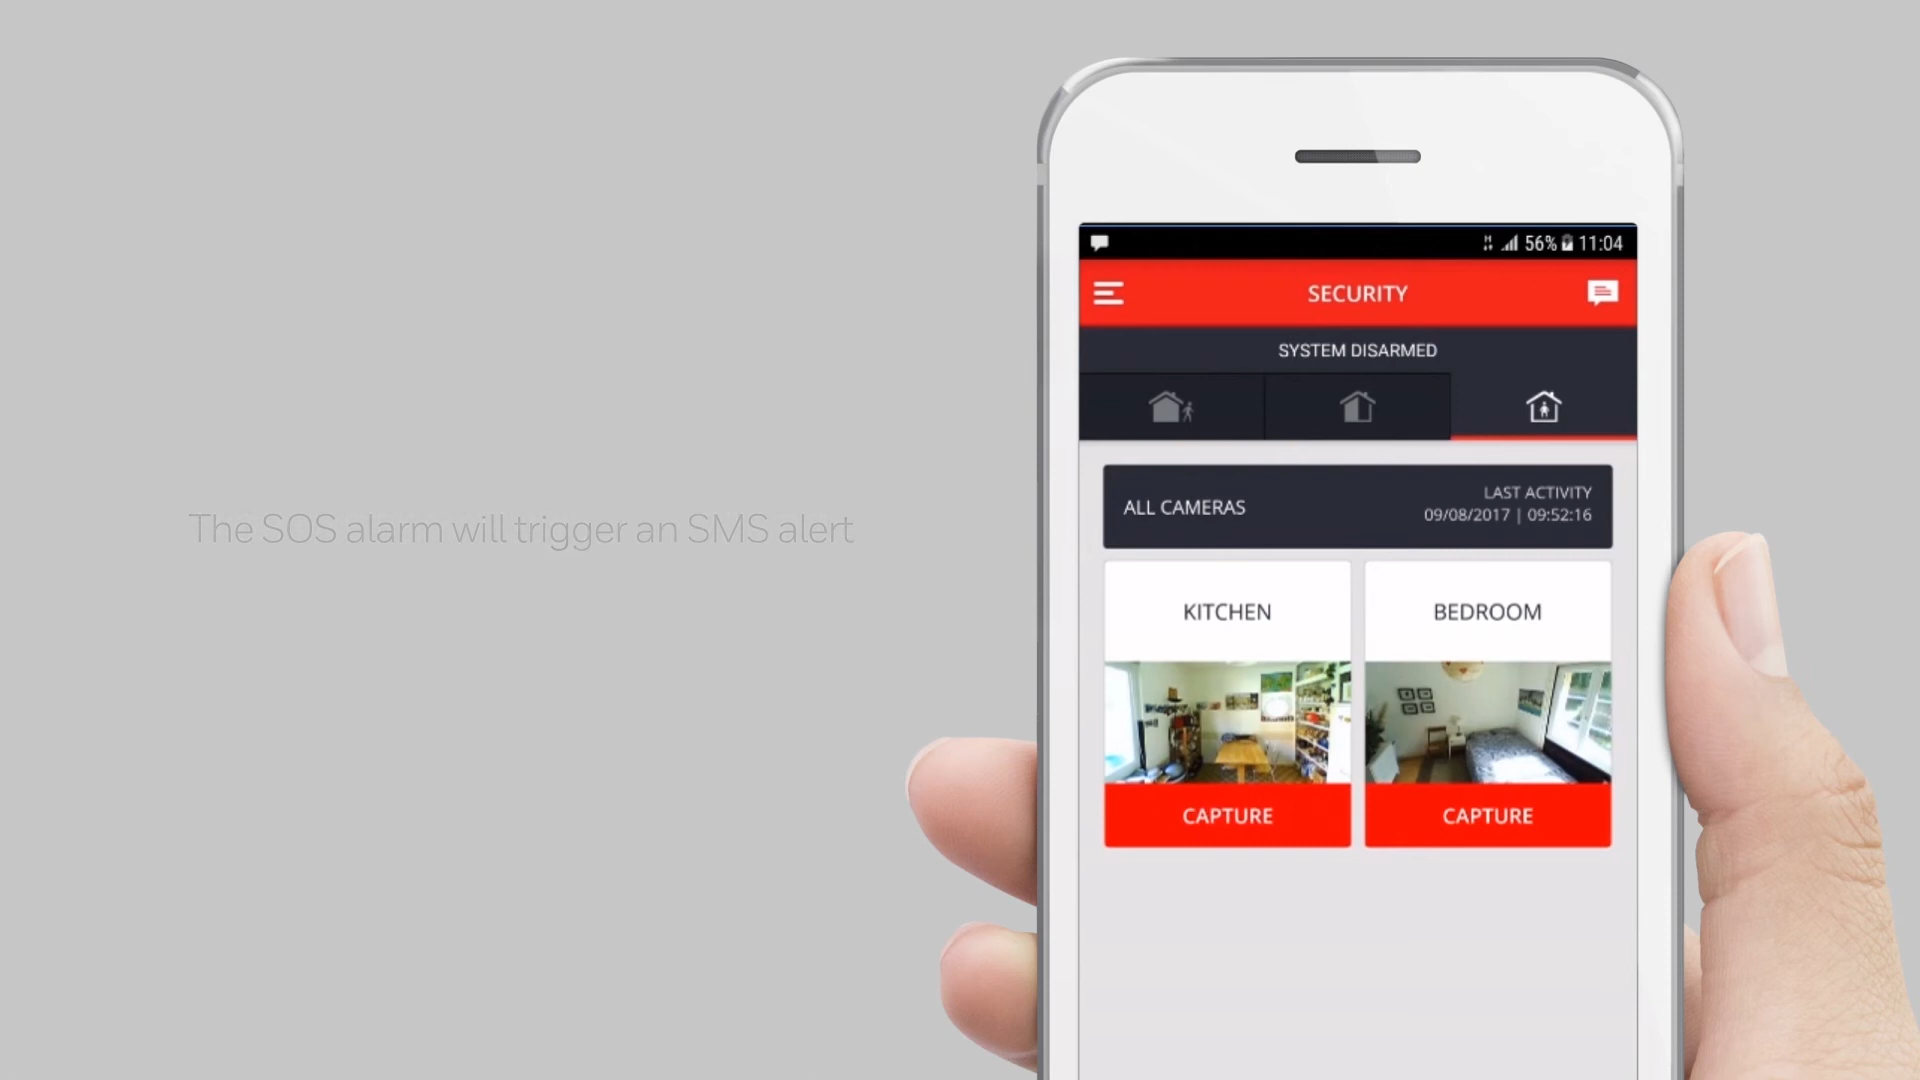 The SOS alarm will trigger an SMS alert
56% 11:04
SECURITY
SYSTEM DISARMED
ALL CAMERAS
LAST ACTIVITY
09/08/2017 | 09:52:16
KITCHEN
BEDROOM
CAPTURE
CAPTURE